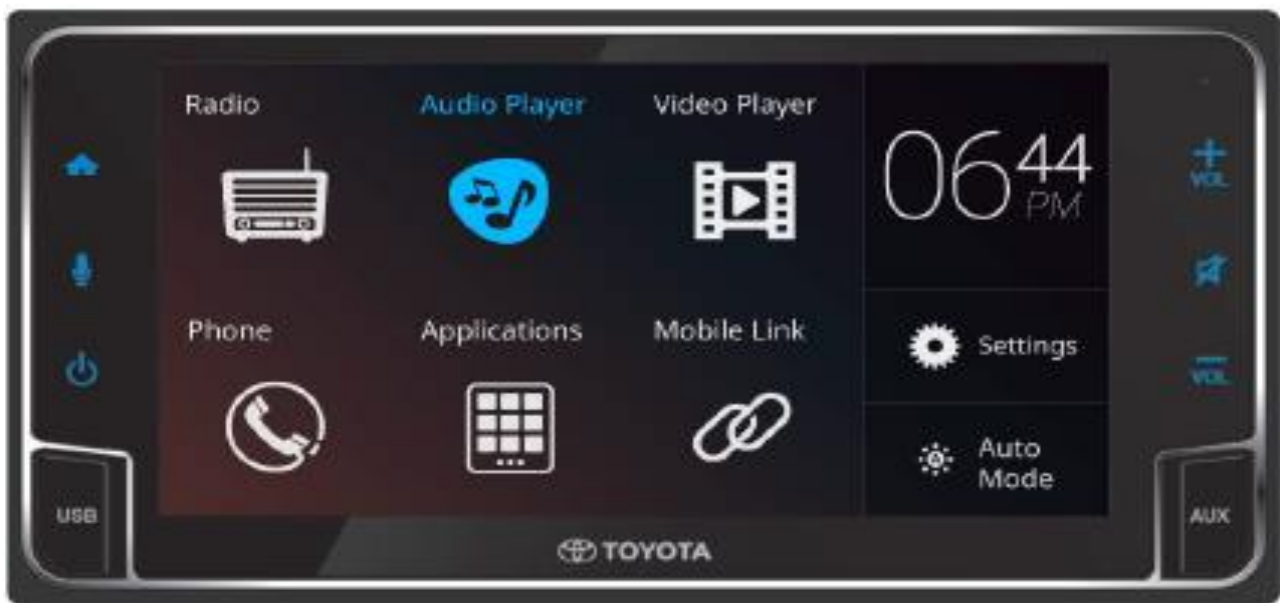 Radio
Audio Player
Video Player
06 44
PM
VOL
Phone
Applications
Mobile Link
Settings
VOL
Auto
Mode
USB
AUX
TOYOTA